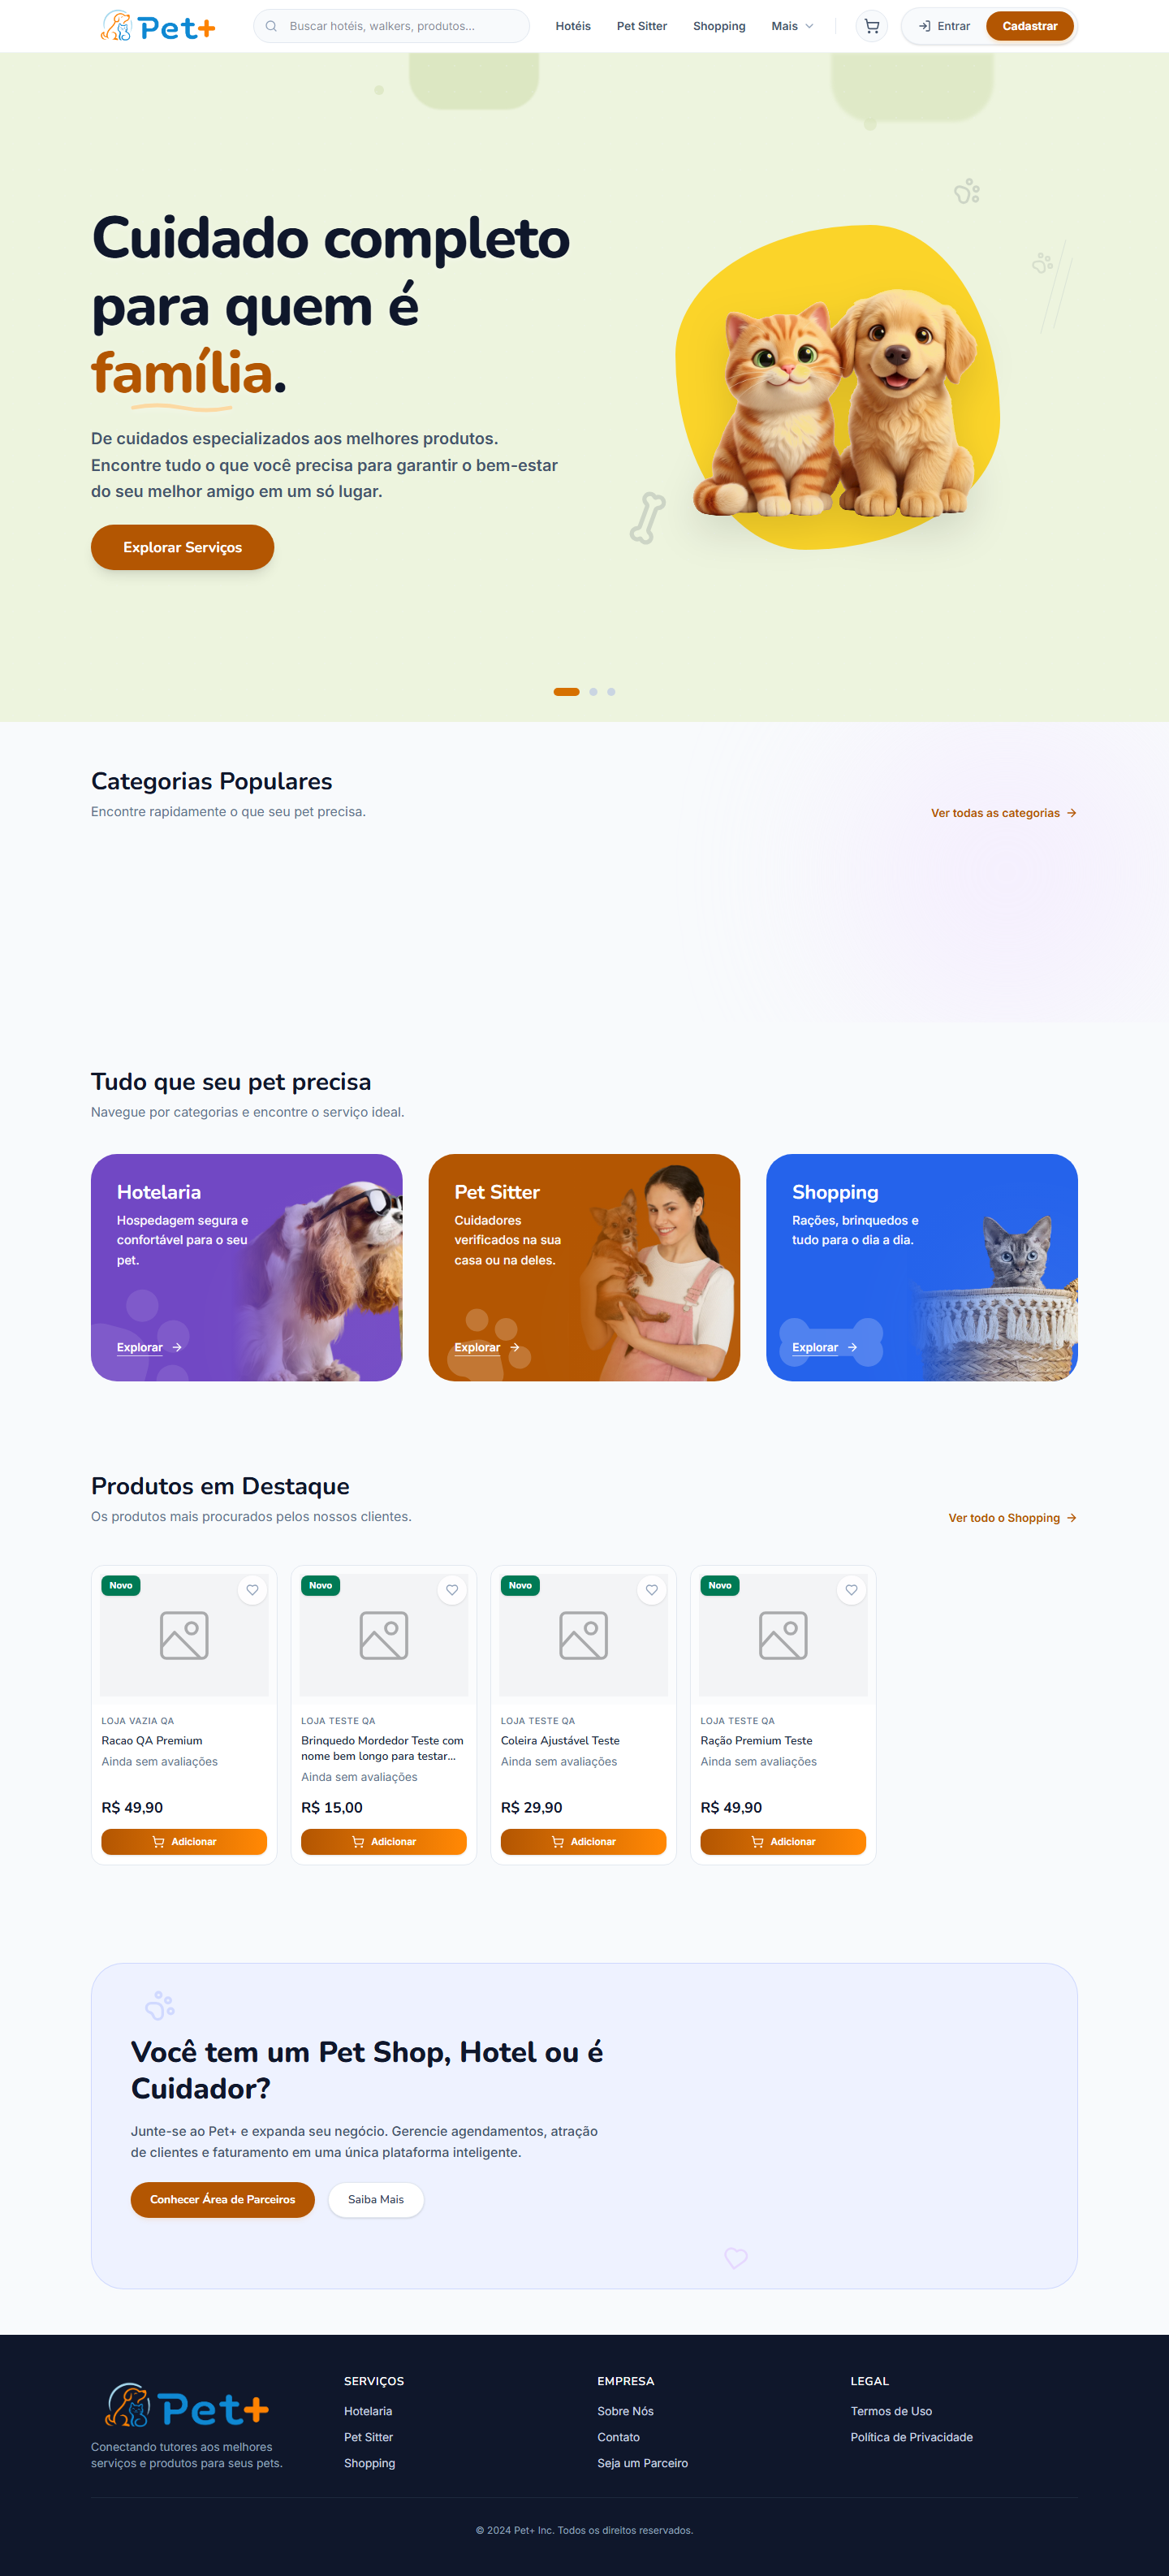 Pet+
Buscar hotéis, walkers, produtos...
Hotéis
Pet Sitter
Shopping
Mais
Entrar
Cadastrar
Cuidado completo
para quem é
família.
De cuidados especializados aos melhores produtos.
Encontre tudo o que você precisa para garantir o bem-estar
do seu melhor amigo em um só lugar.
Explorar Serviços
Categorias Populares
Encontre rapidamente o que seu pet precisa.
Ver todas as categorias
Tudo que seu pet precisa
Navegue por categorias e encontre o serviço ideal.
Hotelaria
Hospedagem segura e
confortável para o seu
pet.
Explorar
Pet Sitter
Cuidadores
verificados na sua
casa ou na deles.
Explorar
Shopping
Rações, brinquedos e
tudo para o dia a dia.
Explorar
Produtos em Destaque
Os produtos mais procurados pelos nossos clientes.
Ver todo o Shopping
Novo
LOJA VAZIA QA
Racao QA Premium
Ainda sem avaliações
R$ 49,90
Adicionar
Novo
LOJA TESTE QA
Brinquedo Mordedor Teste com
nome bem longo para testar...
Ainda sem avaliações
R$ 15,00
Adicionar
Novo
LOJA TESTE QA
Coleira Ajustável Teste
Ainda sem avaliações
R$ 29,90
Adicionar
Novo
LOJA TESTE QA
Ração Premium Teste
Ainda sem avaliações
R$ 49,90
Adicionar
Você tem um Pet Shop, Hotel ou é
Cuidador?
Junte-se ao Pet+ e expanda seu negócio. Gerencie agendamentos, atração
de clientes e faturamento em uma única plataforma inteligente.
Conhecer Área de Parceiros
Saiba Mais
Pet+
Conectando tutores aos melhores
serviços e produtos para seus pets.
SERVIÇOS
Hotelaria
Pet Sitter
Shopping
EMPRESA
Sobre Nós
Contato
Seja um Parceiro
LEGAL
Termos de Uso
Política de Privacidade
© 2024 Pet+ Inc. Todos os direitos reservados.